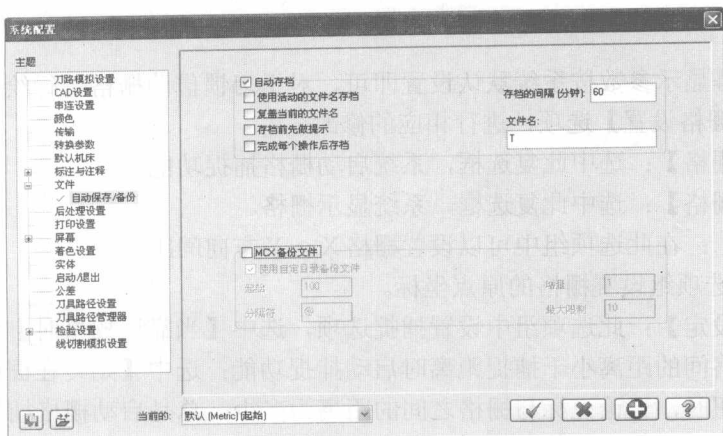 系统配置
主题
刀路模拟设置
CAD设置
串连设置
颜色
传输
转换参数
默认机床
标注与注释
文件
自动保存/备份
后处理设置
打印设置
屏幕
着色设置
实体
启动/退出
公差
刀具路径设置
刀具路径管理器
检验设置
线切割模拟设置
自动存档
使用活动的文件名存档
复盖当前的文件名
存档前先做提示
完成每个操作后存档
存档的间隔(分钟): 60
文件名:
T
MCX 备份文件
使用自定目录备份文件
起始 100
增量 1
分隔符 @
最大限制 10
当前的: 默认 (Metric) (起始)